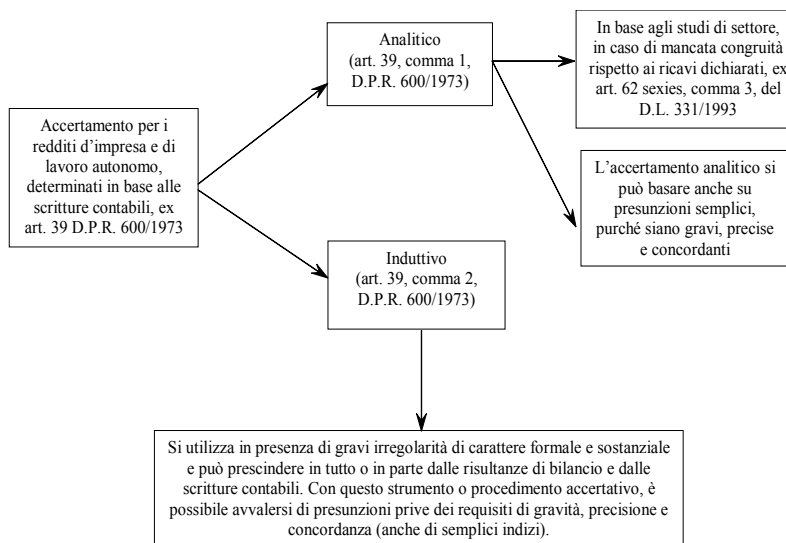 Accertamento per i
redditi d'impresa e di
lavoro autonomo,
determinati in base alle
scritture contabili, ex
art. 39 D.P.R. 600/1973
Analitico
(art. 39, comma 1,
D.P.R. 600/1973)
In base agli studi di settore,
in caso di mancata congruità
rispetto ai ricavi dichiarati, ex
art. 62 sexies, comma 3, del
D.L. 331/1993
L'accertamento analitico si
può basare anche su
presunzioni semplici,
purché siano gravi, precise
e concordanti
Induttivo
(art. 39, comma 2,
D.P.R. 600/1973)
Si utilizza in presenza di gravi irregolarità di carattere formale e sostanziale
e può prescindere in tutto o in parte dalle risultanze di bilancio e dalle
scritture contabili. Con questo strumento o procedimento accertativo, è
possibile avvalersi di presunzioni prive dei requisiti di gravità, precisione e
concordanza (anche di semplici indizi).